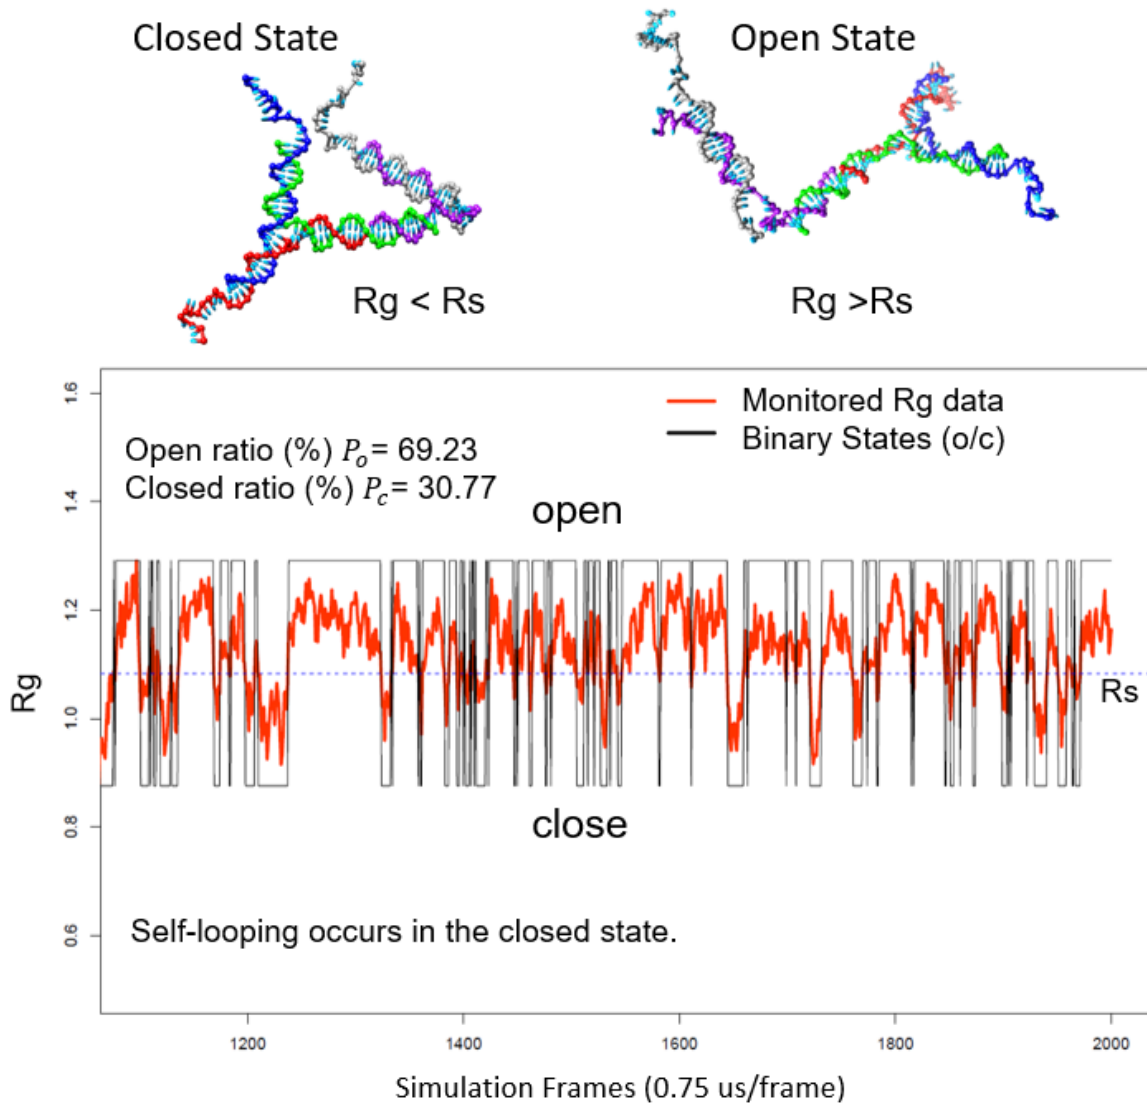 Closed State
Open State
Rg < Rs
Rg >Rs
Monitored Rg data
Binary States (o/c)
Open ratio (%) Pₒ= 69.23
Closed ratio (%) P_c= 30.77
open
1.6
1.4
1.2
1.0
0.8
0.6
Rg
Rs
close
Self-looping occurs in the closed state.
1200
1400
1600
1800
2000
Simulation Frames (0.75 us/frame)